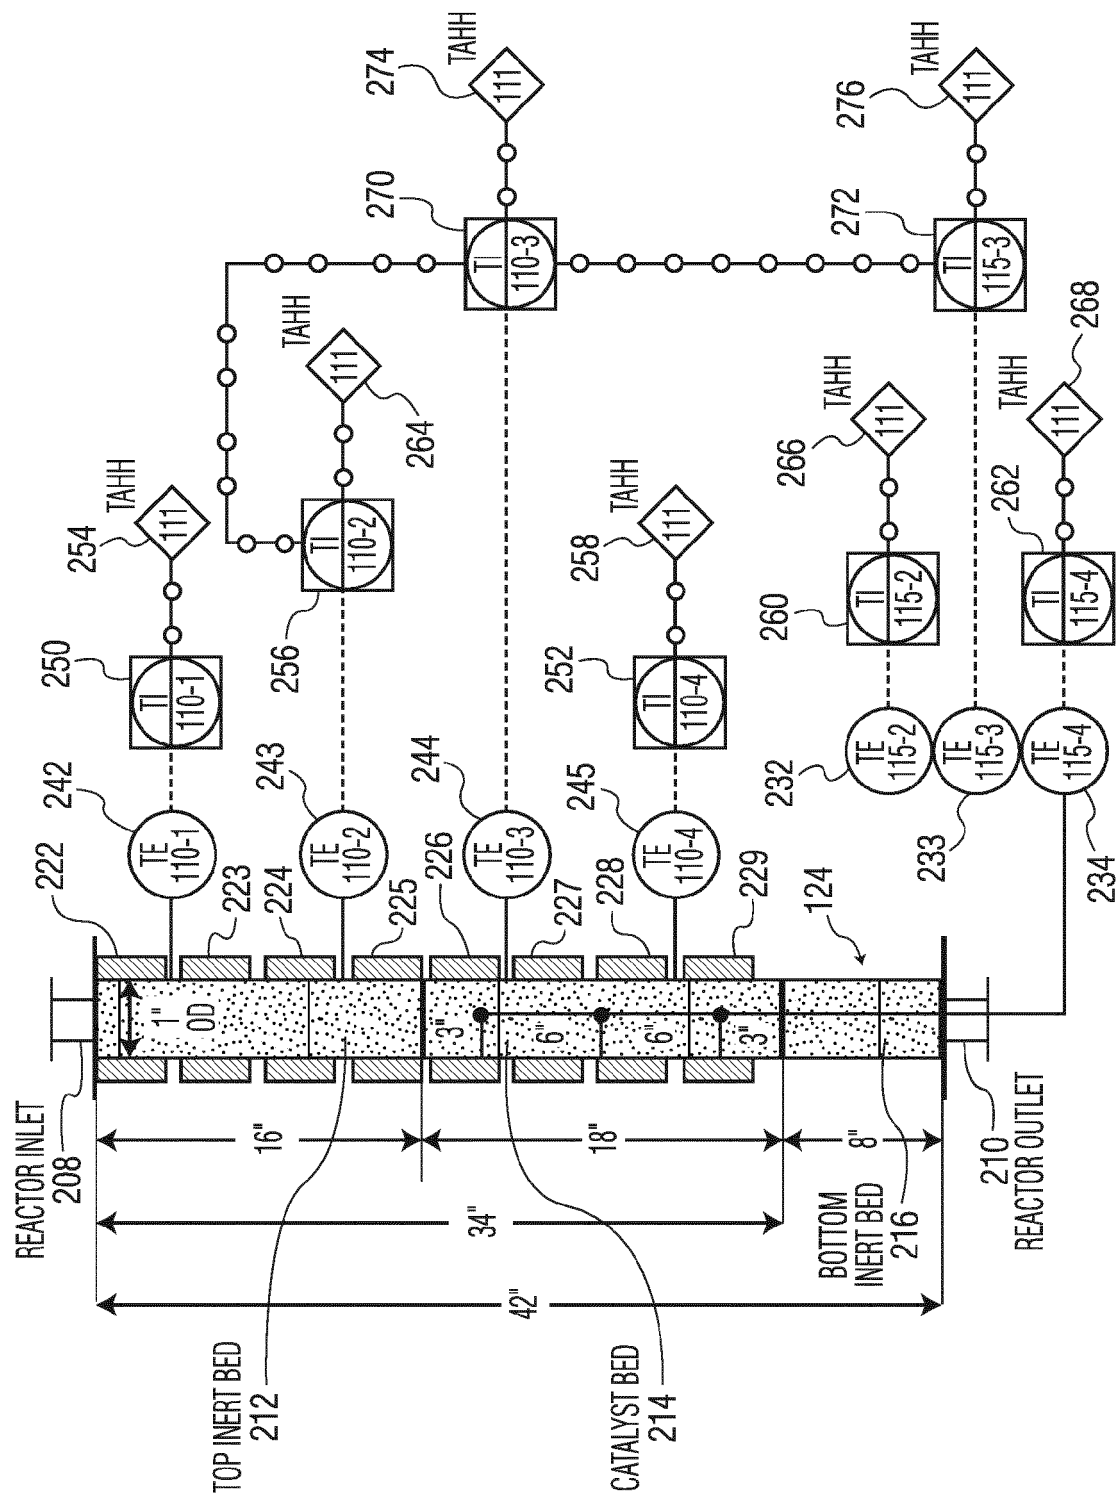 REACTOR INLET
208
TOP INERT BED
212
CATALYST BED
214
BOTTOM
INERT BED
216
210
REACTOR OUTLET
42"
34"
16"
18"
8"
1"
OD
3"
6"
6"
3"
222
223
224
225
226
227
228
229
124
242
TE
110-1
243
TE
110-2
244
TE
110-3
245
TE
110-4
232
TE
115-2
233
TE
115-3
234
TE
115-4
250
TI
110-1
254
111
TAHH
256
TI
110-2
264
111
TAHH
252
TI
110-4
258
111
TAHH
260
TI
115-2
266
111
TAHH
262
TI
115-4
268
111
TAHH
270
TI
110-3
274
111
TAHH
272
TI
115-3
276
111
TAHH